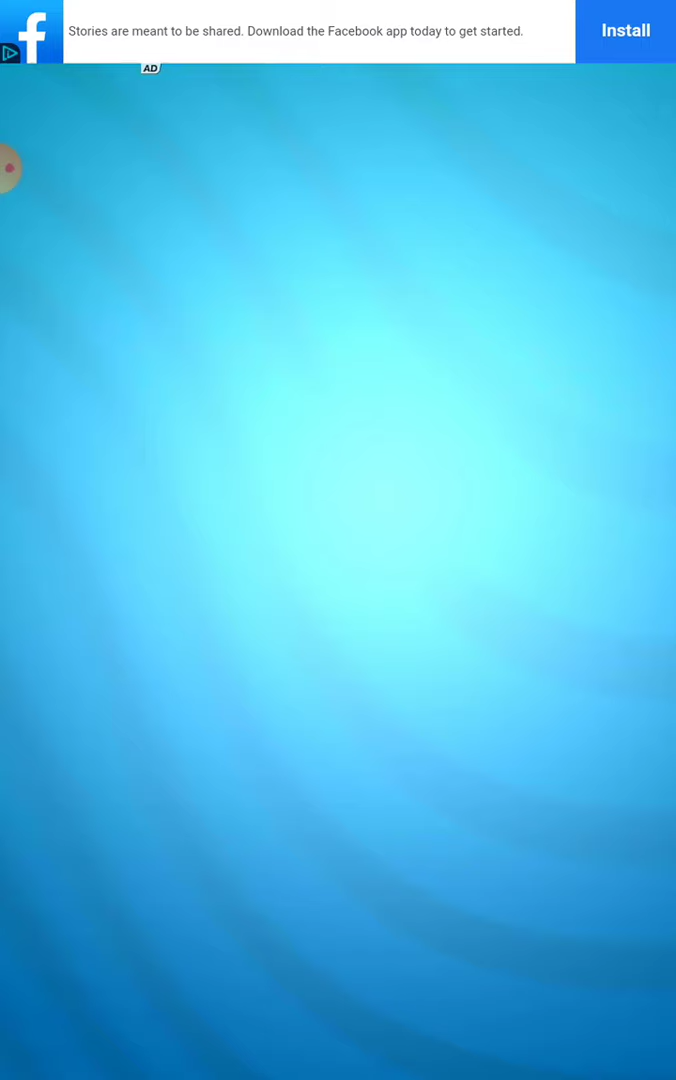 Stories are meant to be shared. Download the Facebook app today to get started.
Install
AD